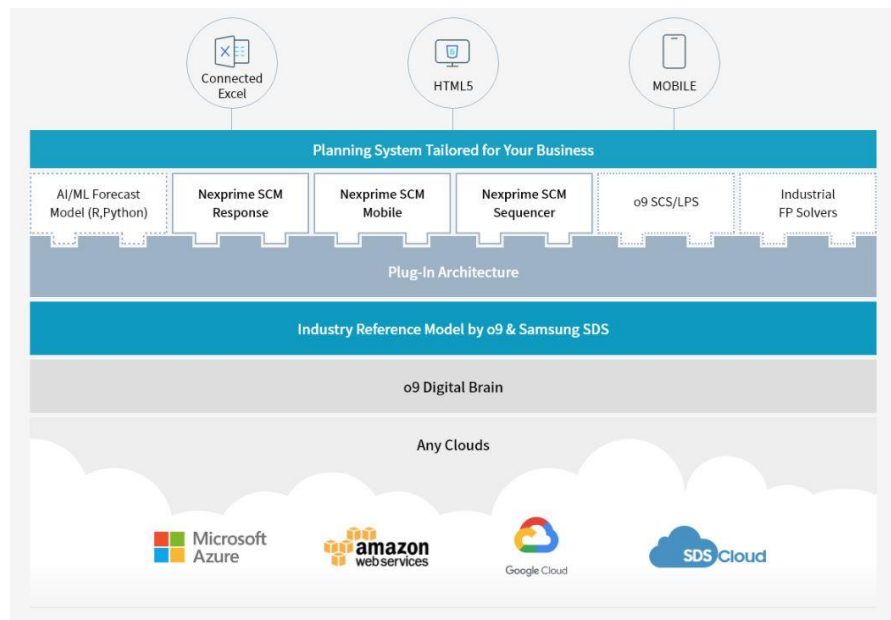 Connected
Excel
HTML5
MOBILE
Planning System Tailored for Your Business
AI/ML Forecast
Model (R,Python)
Nexprime SCM
Response
Nexprime SCM
Mobile
Nexprime SCM
Sequencer
o9 SCS/LPS
Industrial
FP Solvers
Plug-In Architecture
Industry Reference Model by o9 & Samsung SDS
o9 Digital Brain
Any Clouds
Microsoft
Azure
amazon
webservices
Google Cloud
SDS Cloud